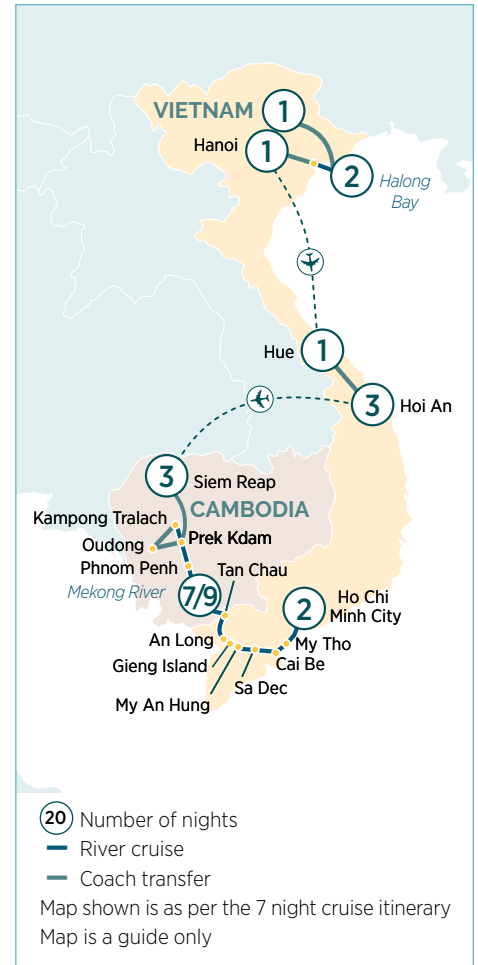 VIETNAM
1
Hanoi
1
2
Halong
Bay
Hue
1
3
Hoi An
3
Siem Reap
CAMBODIA
Kampong Tralach
Prek Kdam
Oudong
Phnom Penh
Tan Chau
Mekong River
7/9
2
Ho Chi
Minh City
An Long
My Tho
Gieng Island
Cai Be
Sa Dec
My An Hung
20 Number of nights
River cruise
Coach transfer
Map shown is as per the 7 night cruise itinerary
Map is a guide only